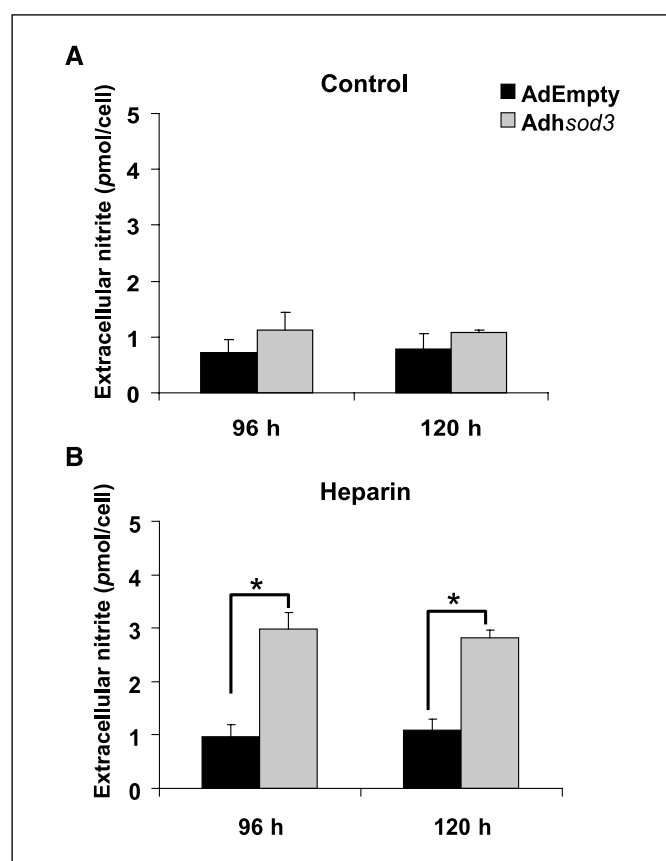 A
Control
AdEmpty
Adhsod3
Extracellular nitrite (pmol/cell)
5
4
3
2
1
0
96 h
120 h
B
Heparin
Extracellular nitrite (pmol/cell)
5
4
3
2
1
0
*
*
96 h
120 h